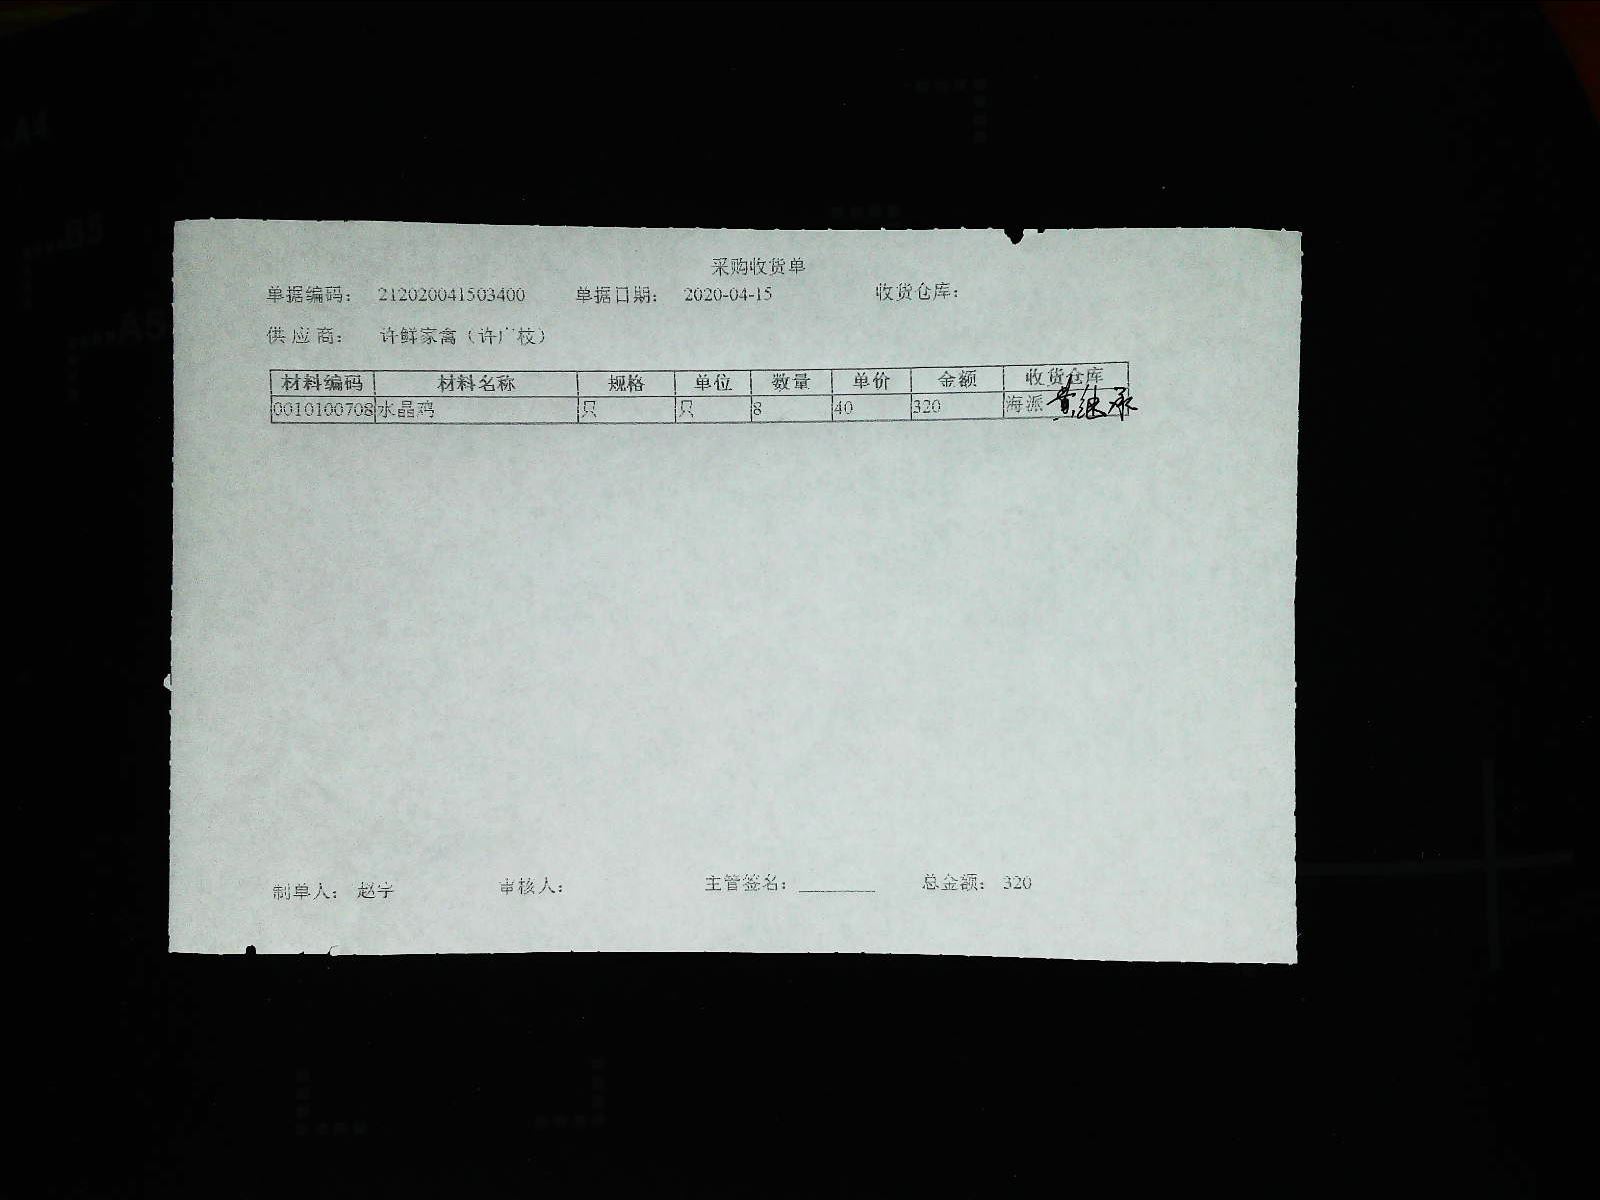 采购收货单
单据编码： 212020041503400 单据日期： 2020-04-15 收货仓库：
供 应 商： 许鲜家禽（许广枝）
材料编码 材料名称 规格 单位 数量 单价 金额 收货仓库
0010100708 水晶鸡 只 只 8 40 320 海派 黄继承
制单人： 赵宇 审核人： 主管签名： ________ 总金额： 320